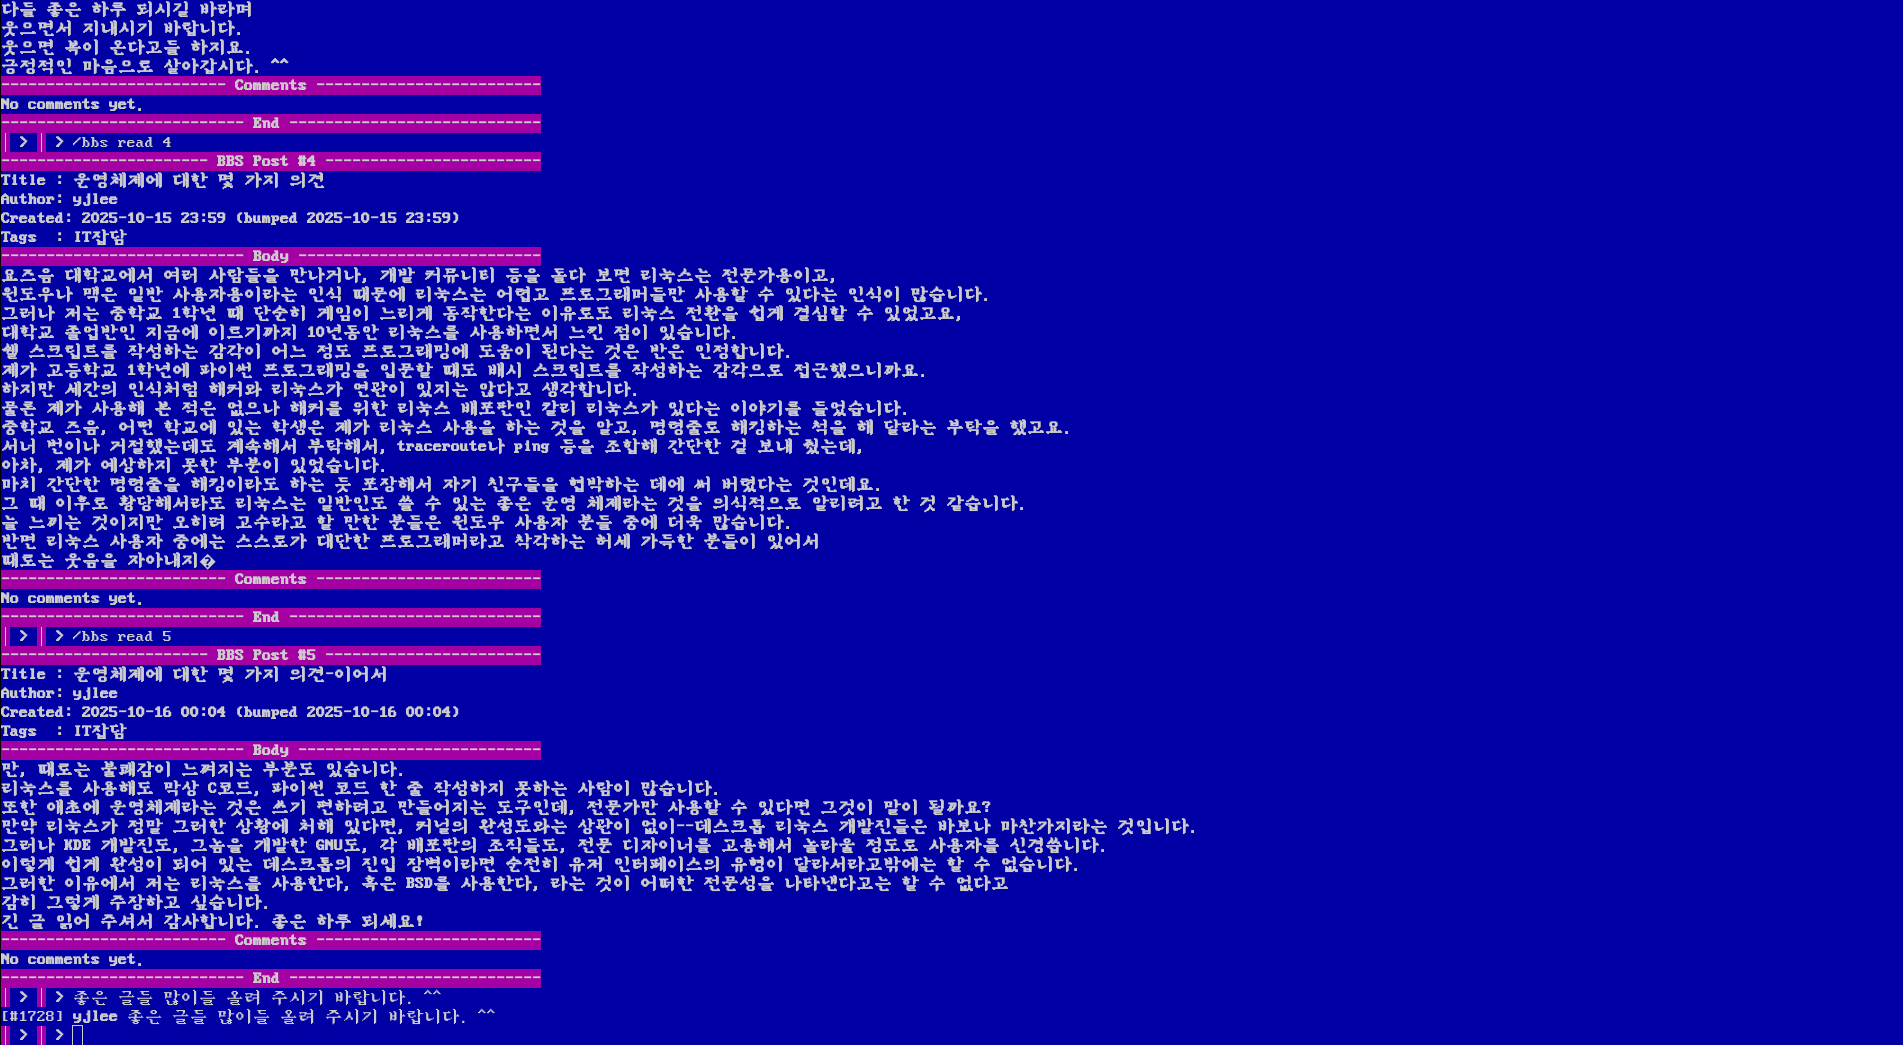 다들 좋은 하루 되시길 바라며
웃으면서 지내시기 바랍니다.
웃으면 복이 온다고들 하지요.
긍정적인 마음으로 살아갑시다. ^^
------------------------- Comments -------------------------
No comments yet.
--------------------------- End ----------------------------
| > | > /bbs read 4
----------------------- BBS Post #4 ------------------------
Title : 운영체제에 대한 몇 가지 의견
Author: yjlee
Created: 2025-10-15 23:59 (bumped 2025-10-15 23:59)
Tags  : IT잡담
--------------------------- Body ---------------------------
요즈음 대학교에서 여러 사람들을 만나거나, 개발 커뮤니티 등을 돌다 보면 리눅스는 전문가용이고,
윈도우나 맥은 일반 사용자용이라는 인식 때문에 리눅스는 어렵고 프로그래머들만 사용할 수 있다는 인식이 많습니다.
그러나 저는 중학교 1학년 때 단순히 게임이 느리게 동작한다는 이유로도 리눅스 전환을 쉽게 결심할 수 있었고요,
대학교 졸업반인 지금에 이르기까지 10년동안 리눅스를 사용하면서 느낀 점이 있습니다.
쉘 스크립트를 작성하는 감각이 어느 정도 프로그래밍에 도움이 된다는 것은 반은 인정합니다.
제가 고등학교 1학년에 파이썬 프로그래밍을 입문할 때도 배시 스크립트를 작성하는 감각으로 접근했으니까요.
하지만 세간의 인식처럼 해커와 리눅스가 연관이 있지는 않다고 생각합니다.
물론 제가 사용해 본 적은 없으나 해커를 위한 리눅스 배포판인 칼리 리눅스가 있다는 이야기를 들었습니다.
중학교 즈음, 어떤 학교에 있는 학생은 제가 리눅스 사용을 하는 것을 알고, 명령줄로 해킹하는 척을 해 달라는 부탁을 했고요.
서너 번이나 거절했는데도 계속해서 부탁해서, traceroute나 ping 등을 조합해 간단한 걸 보내 줬는데,
아차, 제가 예상하지 못한 부분이 있었습니다.
마치 간단한 명령줄을 해킹이라도 하는 듯 포장해서 자기 친구들을 협박하는 데에 써 버렸다는 것인데요.
그 때 이후로 황당해서라도 리눅스는 일반인도 쓸 수 있는 좋은 운영 체제라는 것을 의식적으로 알리려고 한 것 같습니다.
늘 느끼는 것이지만 오히려 고수라고 할 만한 분들은 윈도우 사용자 분들 중에 더욱 많습니다.
반면 리눅스 사용자 중에는 스스로가 대단한 프로그래머라고 착각하는 허세 가득한 분들이 있어서
때로는 웃음을 자아내지�
------------------------- Comments -------------------------
No comments yet.
--------------------------- End ----------------------------
| > | > /bbs read 5
----------------------- BBS Post #5 ------------------------
Title : 운영체제에 대한 몇 가지 의견-이어서
Author: yjlee
Created: 2025-10-16 00:04 (bumped 2025-10-16 00:04)
Tags  : IT잡담
--------------------------- Body ---------------------------
만, 때로는 불쾌감이 느껴지는 부분도 있습니다.
리눅스를 사용해도 막상 C코드, 파이썬 코드 한 줄 작성하지 못하는 사람이 많습니다.
또한 애초에 운영체제라는 것은 쓰기 편하려고 만들어지는 도구인데, 전문가만 사용할 수 있다면 그것이 말이 될까요?
만약 리눅스가 정말 그러한 상황에 처해 있다면, 커널의 완성도와는 상관이 없이--데스크톱 리눅스 개발진들은 바보나 마찬가지라는 것입니다.
그러나 KDE 개발진도, 그놈을 개발한 GNU도, 각 배포판의 조직들도, 전문 디자이너를 고용해서 놀라울 정도로 사용자를 신경씁니다.
이렇게 쉽게 완성이 되어 있는 데스크톱의 진입 장벽이라면 순전히 유저 인터페이스의 유형이 달라서라고밖에는 할 수 없습니다.
그러한 이유에서 저는 리눅스를 사용한다, 혹은 BSD를 사용한다, 라는 것이 어떠한 전문성을 나타낸다고는 할 수 없다고
감히 그렇게 주장하고 싶습니다.
긴 글 읽어 주셔서 감사합니다. 좋은 하루 되세요!
------------------------- Comments -------------------------
No comments yet.
--------------------------- End ----------------------------
| > | > 좋은 글들 많이들 올려 주시기 바랍니다. ^^
[#1728] yjlee 좋은 글들 많이들 올려 주시기 바랍니다. ^^
| > | >